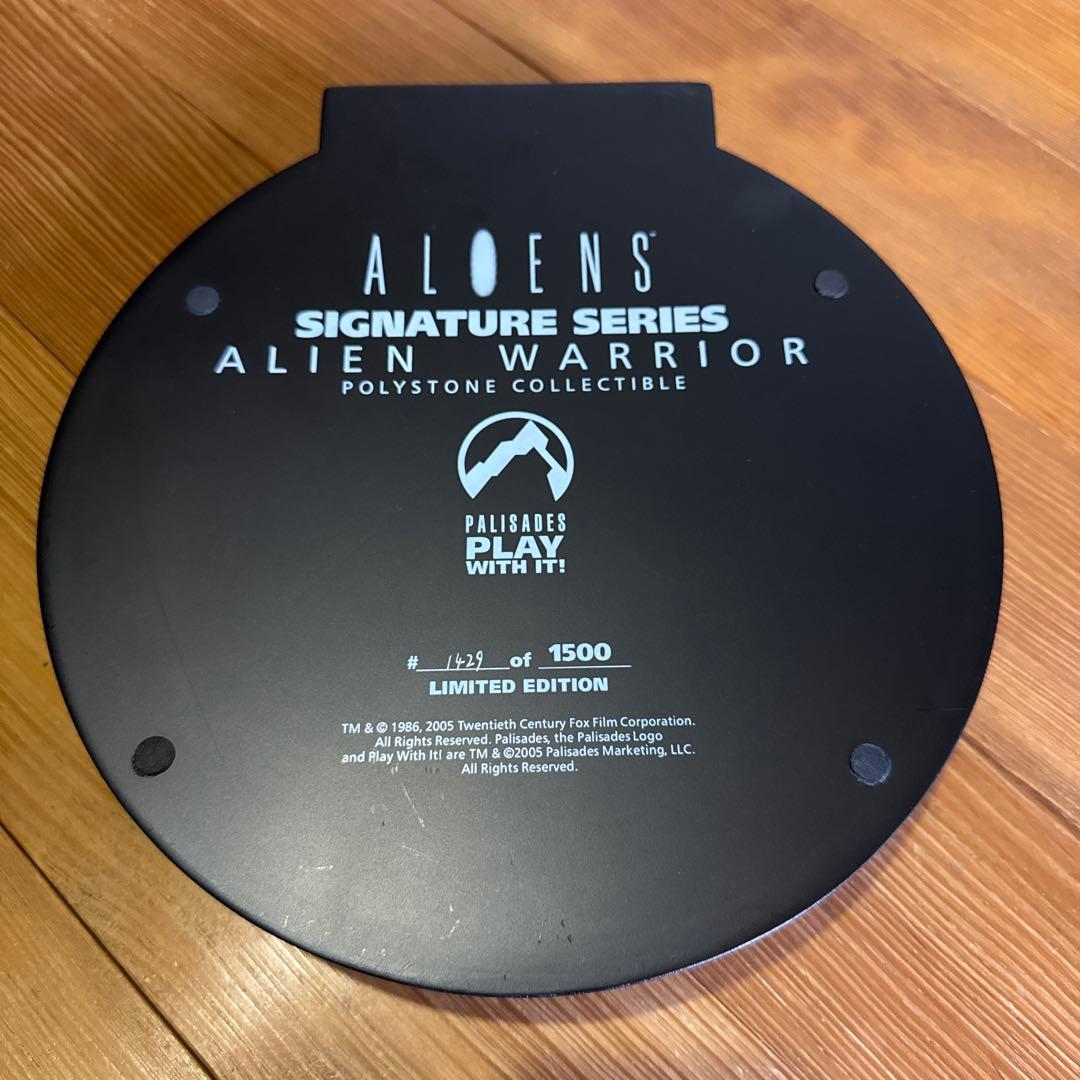 ALIENS™
SIGNATURE SERIES
ALIEN WARRIOR
POLYSTONE COLLECTIBLE
PALISADES
PLAY
WITH IT!
# 1429 of 1500
LIMITED EDITION
TM & © 1986, 2005 Twentieth Century Fox Film Corporation.
All Rights Reserved. Palisades, the Palisades Logo
and Play With It! are TM & ©2005 Palisades Marketing, LLC.
All Rights Reserved.